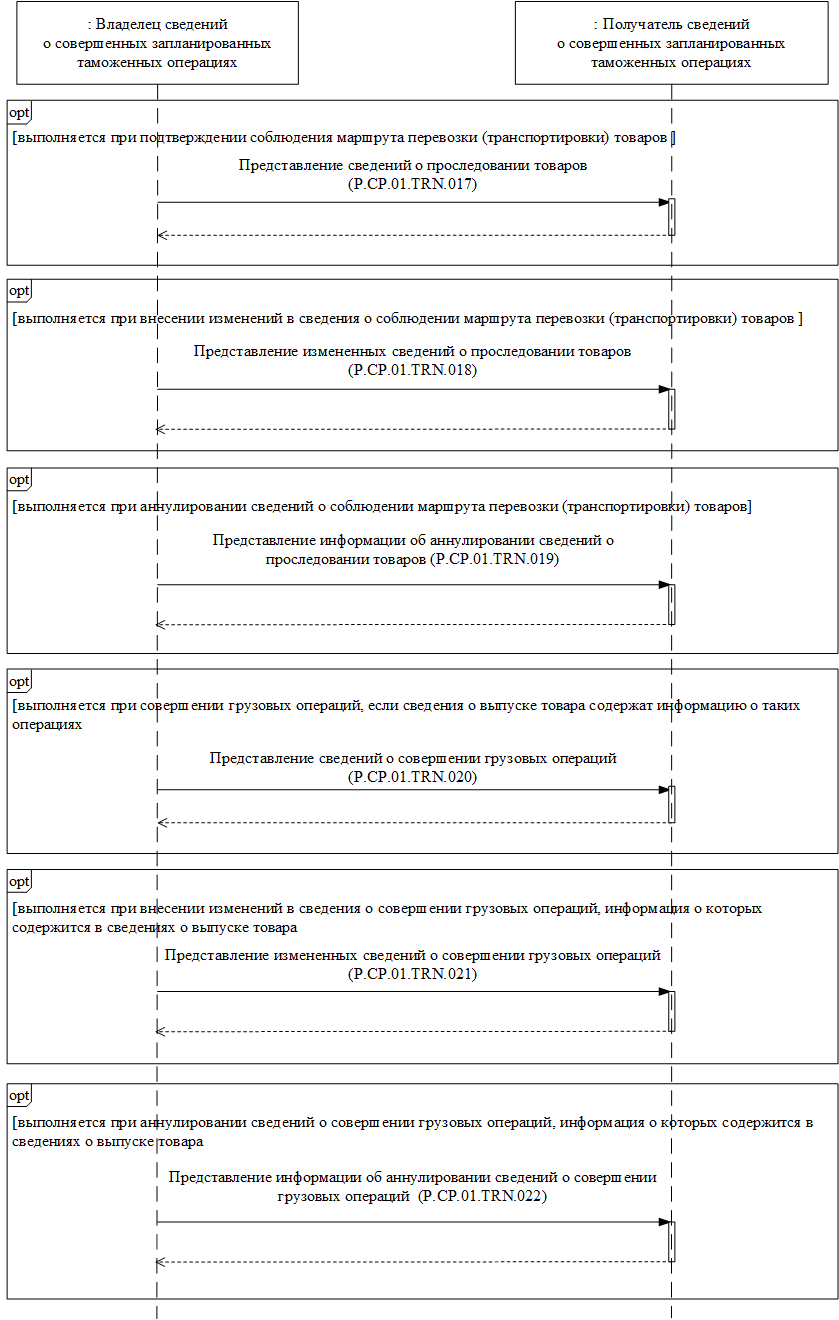 : Владелец сведений
о совершенных запланированных
таможенных операциях
: Получатель сведений
о совершенных запланированных
таможенных операциях
opt
[выполняется при подтверждении соблюдения маршрута перевозки (транспортировки) товаров ]
Представление сведений о проследовании товаров
(P.CP.01.TRN.017)
opt
[выполняется при внесении изменений в сведения о соблюдении маршрута перевозки (транспортировки) товаров ]
Представление измененных сведений о проследовании товаров
(P.CP.01.TRN.018)
opt
[выполняется при аннулировании сведений о соблюдении маршрута перевозки (транспортировки) товаров]
Представление информации об аннулировании сведений о
проследовании товаров (P.CP.01.TRN.019)
opt
[выполняется при совершении грузовых операций, если сведения о выпуске товара содержат информацию о таких
операциях
Представление сведений о совершении грузовых операций
(P.CP.01.TRN.020)
opt
[выполняется при внесении изменений в сведения о совершении грузовых операций, информация о которых
содержится в сведениях о выпуске товара
Представление измененных сведений о совершении грузовых операций
(P.CP.01.TRN.021)
opt
[выполняется при аннулировании сведений о совершении грузовых операций, информация о которых содержится в
сведениях о выпуске товара
Представление информации об аннулировании сведений о совершении
грузовых операций (P.CP.01.TRN.022)